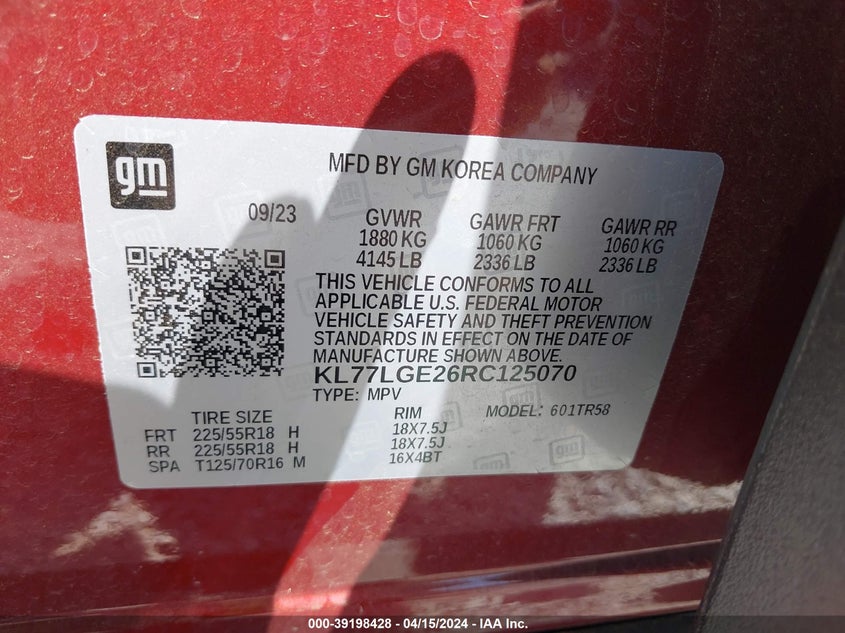 gm
MFD BY GM KOREA COMPANY
09/23
GVWR GAWR FRT GAWR RR
1880 KG 1060 KG 1060 KG
4145 LB 2336 LB 2336 LB
THIS VEHICLE CONFORMS TO ALL
APPLICABLE U.S. FEDERAL MOTOR
VEHICLE SAFETY AND THEFT PREVENTION
STANDARDS IN EFFECT ON THE DATE OF
MANUFACTURE SHOWN ABOVE.
KL77LGE26RC125070
TYPE: MPV
TIRE SIZE RIM MODEL: 601TR58
FRT 225/55R18 H 18X7.5J
RR 225/55R18 H 18X7.5J
SPA T125/70R16 M 16X4BT
000-39198428 - 04/15/2024 - IAA Inc.